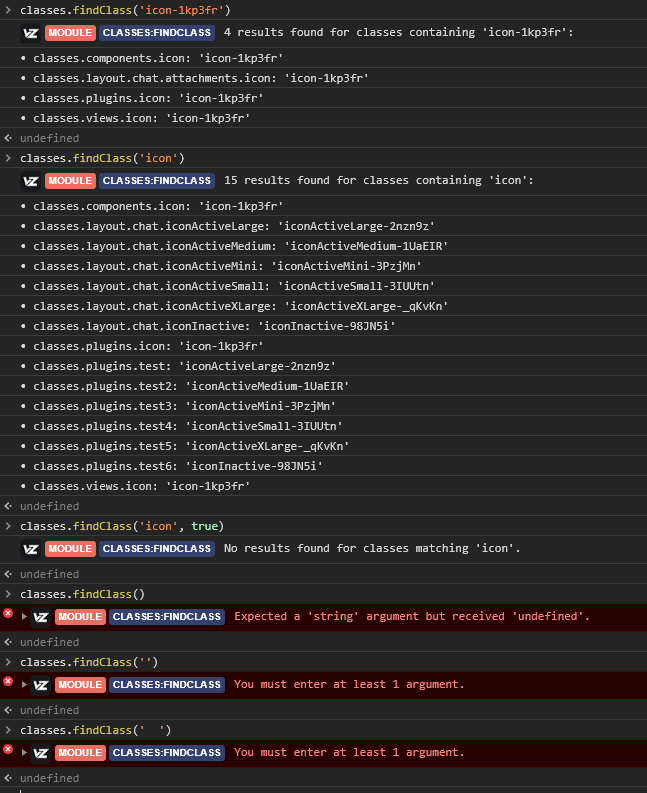 > classes.findClass('icon-1kp3fr')
VZ MODULE CLASSES:FINDCLASS 4 results found for classes containing 'icon-1kp3fr':
• classes.components.icon: 'icon-1kp3fr'
• classes.layout.chat.attachments.icon: 'icon-1kp3fr'
• classes.plugins.icon: 'icon-1kp3fr'
• classes.views.icon: 'icon-1kp3fr'
undefined
> classes.findClass('icon')
VZ MODULE CLASSES:FINDCLASS 15 results found for classes containing 'icon':
• classes.components.icon: 'icon-1kp3fr'
• classes.layout.chat.iconActiveLarge: 'iconActiveLarge-2nzn9z'
• classes.layout.chat.iconActiveMedium: 'iconActiveMedium-1UaEIR'
• classes.layout.chat.iconActiveMini: 'iconActiveMini-3PzjMn'
• classes.layout.chat.iconActiveSmall: 'iconActiveSmall-3IUUtn'
• classes.layout.chat.iconActiveXLarge: 'iconActiveXLarge-_qKvKn'
• classes.layout.chat.iconInactive: 'iconInactive-98JN5i'
• classes.plugins.icon: 'icon-1kp3fr'
• classes.plugins.test: 'iconActiveLarge-2nzn9z'
• classes.plugins.test2: 'iconActiveMedium-1UaEIR'
• classes.plugins.test3: 'iconActiveMini-3PzjMn'
• classes.plugins.test4: 'iconActiveSmall-3IUUtn'
• classes.plugins.test5: 'iconActiveXLarge-_qKvKn'
• classes.plugins.test6: 'iconInactive-98JN5i'
• classes.views.icon: 'icon-1kp3fr'
undefined
> classes.findClass('icon', true)
VZ MODULE CLASSES:FINDCLASS No results found for classes matching 'icon'.
undefined
> classes.findClass()
VZ MODULE CLASSES:FINDCLASS Expected a 'string' argument but received 'undefined'.
undefined
> classes.findClass('')
VZ MODULE CLASSES:FINDCLASS You must enter at least 1 argument.
undefined
> classes.findClass('  ')
VZ MODULE CLASSES:FINDCLASS You must enter at least 1 argument.
undefined